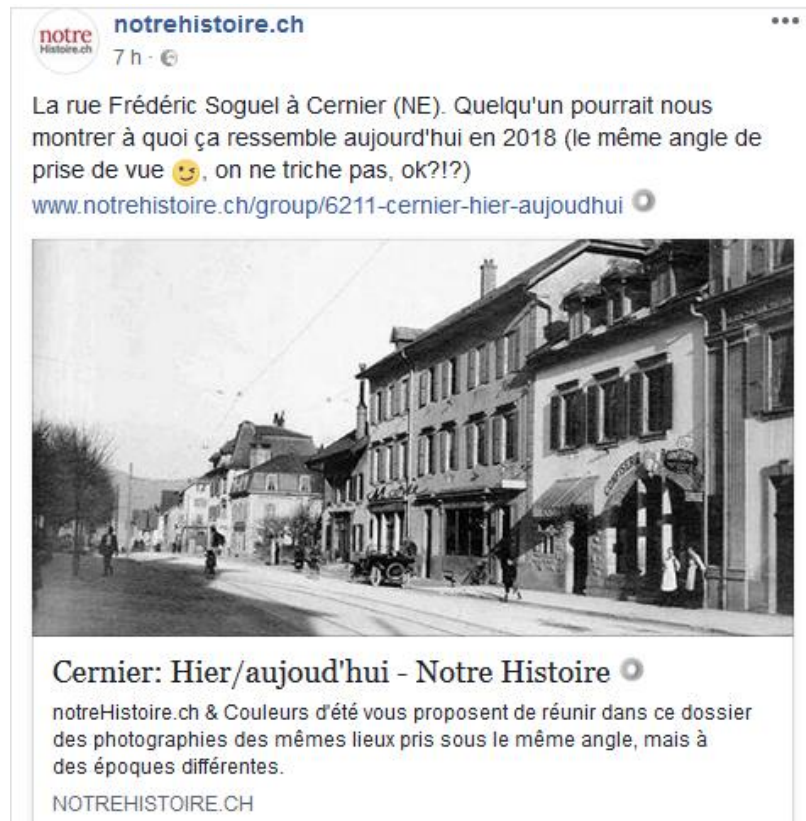 notre
Histoire.ch
notrehistoire.ch
7 h ·
La rue Frédéric Soguel à Cernier (NE). Quelqu'un pourrait nous
montrer à quoi ça ressemble aujourd'hui en 2018 (le même angle de
prise de vue 😉, on ne triche pas, ok?!?)
www.notrehistoire.ch/group/6211-cernier-hier-aujoudhui
CONFISERIE
Cernier: Hier/aujoud'hui - Notre Histoire
notreHistoire.ch & Couleurs d'été vous proposent de réunir dans ce dossier
des photographies des mêmes lieux pris sous le même angle, mais à
des époques différentes.
NOTREHISTOIRE.CH